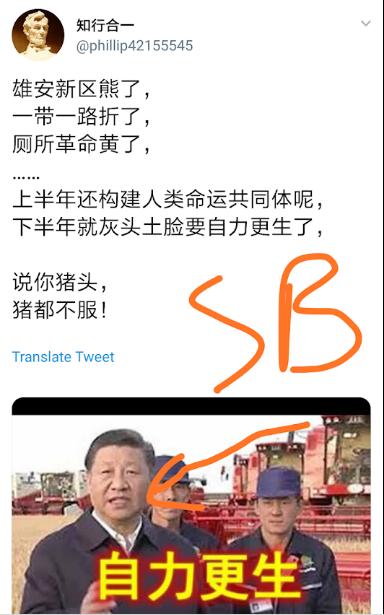 知行合一
@phillip42155545
雄安新区熊了，
一带一路折了，
厕所革命黄了，
……
上半年还构建人类命运共同体呢，
下半年就灰头土脸要自力更生了，
说你猪头，
猪都不服！
SB
Translate Tweet
自力更生